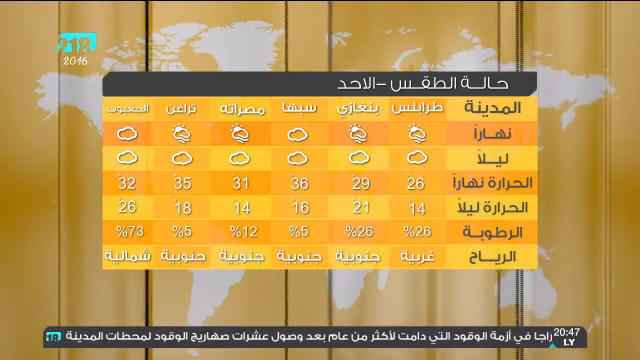 218
2016
حالة الطقس -الاحد
المدينة طرابلس بنغازي سبها مصراته تراغن الجغبوب
نهاراً
ليلاً
الحرارة نهاراً 26 29 36 31 35 32
الحرارة ليلاً 14 21 16 14 18 26
الرطوبة %26 %26 %5 %12 %5 %73
الرياح غربية جنوبية جنوبية جنوبية جنوبية شمالية
20:47
LY
راجا في أزمة الوقود التي دامت لأكثر من عام بعد وصول عشرات صهاريج الوقود لمحطات المدينة
218